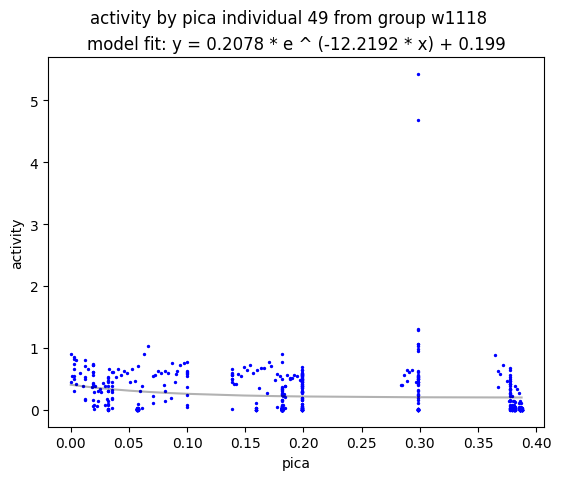 activity by pica individual 49 from group w1118
model fit: y = 0.2078 * e ^ (-12.2192 * x) + 0.199
activity
5
4
3
2
1
0
0.00 0.05 0.10 0.15 0.20 0.25 0.30 0.35 0.40
pica